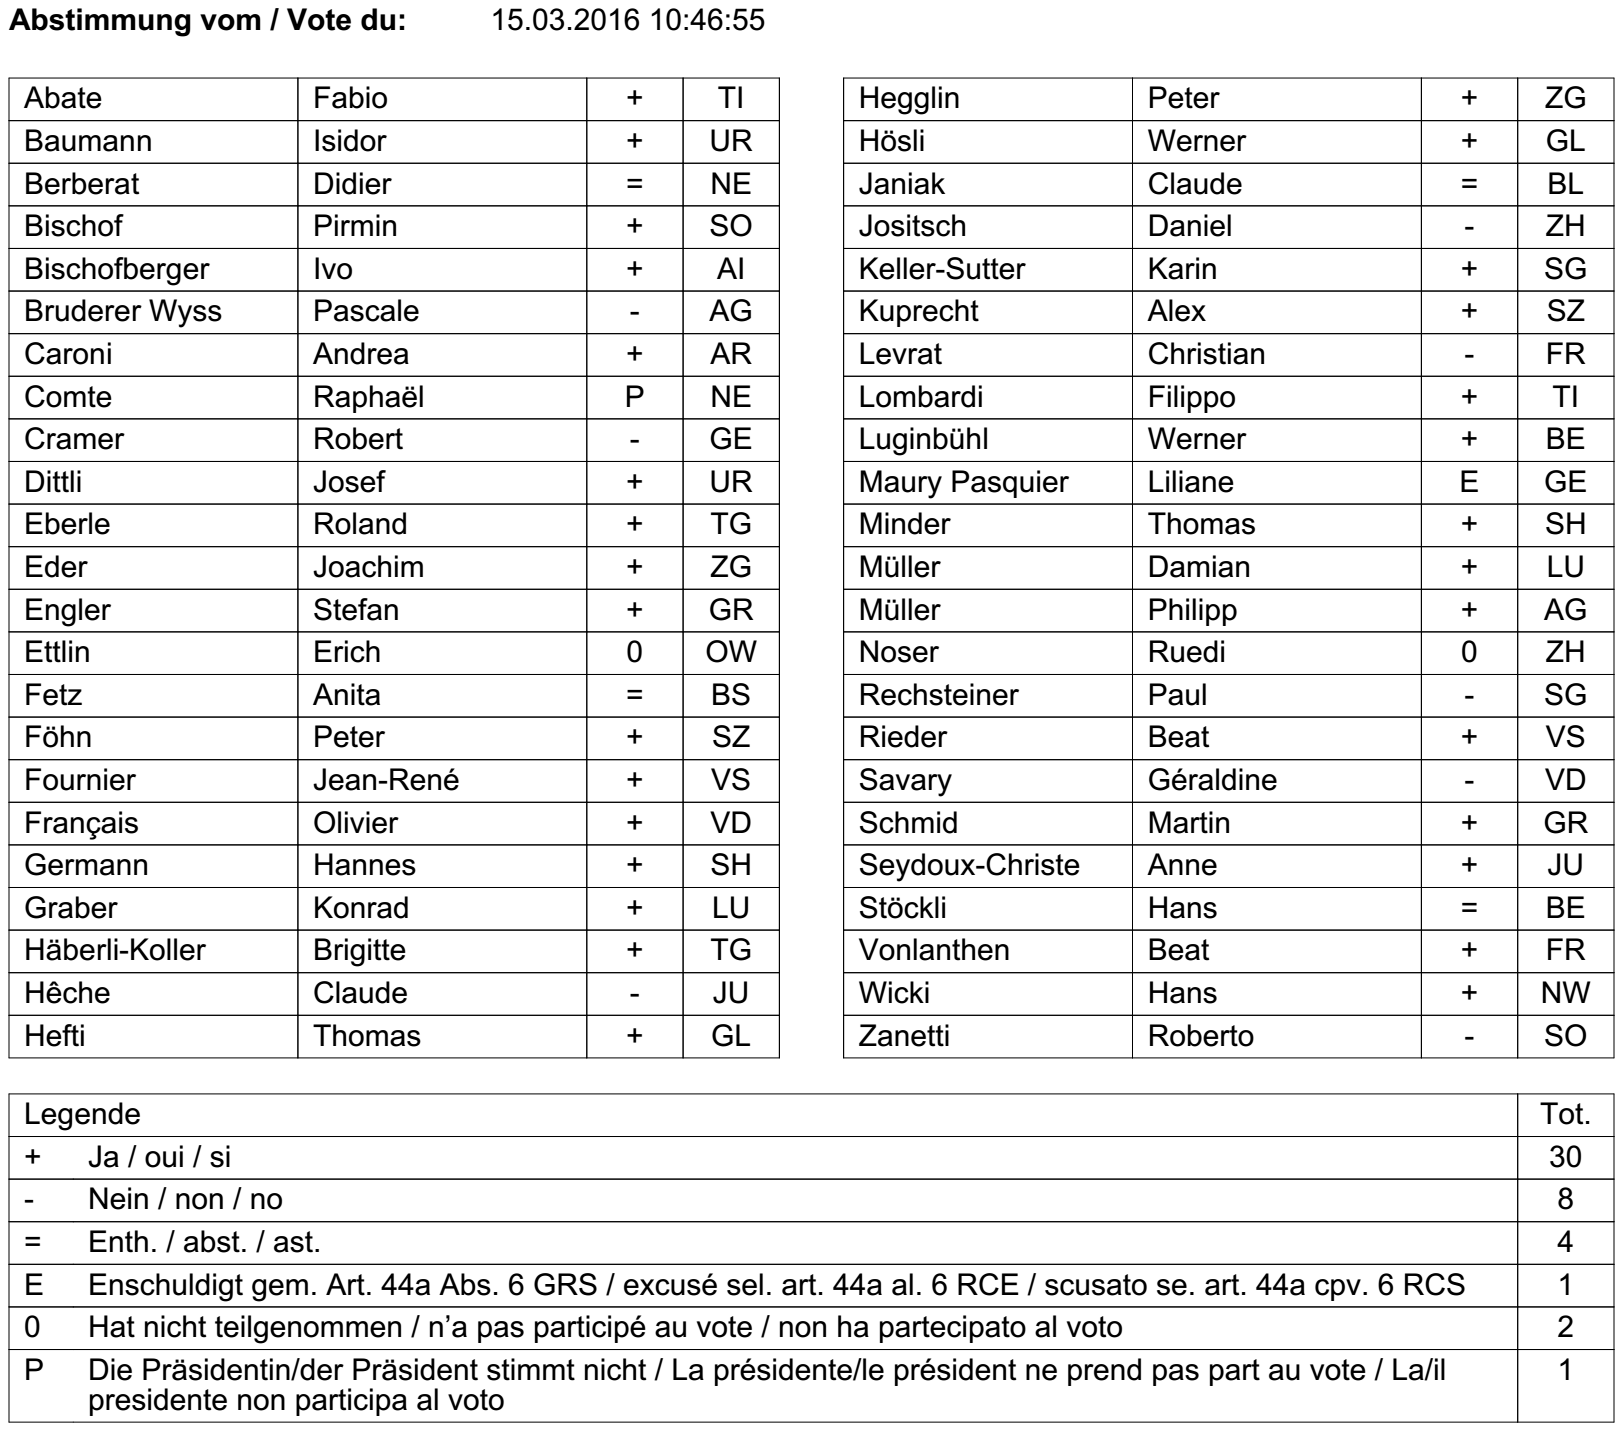 Abstimmung vom / Vote du: 15.03.2016 10:46:55
Abate Fabio + TI
Baumann Isidor + UR
Berberat Didier = NE
Bischof Pirmin + SO
Bischofberger Ivo + AI
Bruderer Wyss Pascale - AG
Caroni Andrea + AR
Comte Raphaël P NE
Cramer Robert - GE
Dittli Josef + UR
Eberle Roland + TG
Eder Joachim + ZG
Engler Stefan + GR
Ettlin Erich 0 OW
Fetz Anita = BS
Föhn Peter + SZ
Fournier Jean-René + VS
Français Olivier + VD
Germann Hannes + SH
Graber Konrad + LU
Häberli-Koller Brigitte + TG
Hêche Claude - JU
Hefti Thomas + GL
Hegglin Peter + ZG
Hösli Werner + GL
Janiak Claude = BL
Jositsch Daniel - ZH
Keller-Sutter Karin + SG
Kuprecht Alex + SZ
Levrat Christian - FR
Lombardi Filippo + TI
Luginbühl Werner + BE
Maury Pasquier Liliane E GE
Minder Thomas + SH
Müller Damian + LU
Müller Philipp + AG
Noser Ruedi 0 ZH
Rechsteiner Paul - SG
Rieder Beat + VS
Savary Géraldine - VD
Schmid Martin + GR
Seydoux-Christe Anne + JU
Stöckli Hans = BE
Vonlanthen Beat + FR
Wicki Hans + NW
Zanetti Roberto - SO
Legende Tot.
+ Ja / oui / si 30
- Nein / non / no 8
= Enth. / abst. / ast. 4
E Enschuldigt gem. Art. 44a Abs. 6 GRS / excusé sel. art. 44a al. 6 RCE / scusato se. art. 44a cpv. 6 RCS 1
0 Hat nicht teilgenommen / n'a pas participé au vote / non ha partecipato al voto 2
P Die Präsidentin/der Präsident stimmt nicht / La présidente/le président ne prend pas part au vote / La/il 1
presidente non participa al voto